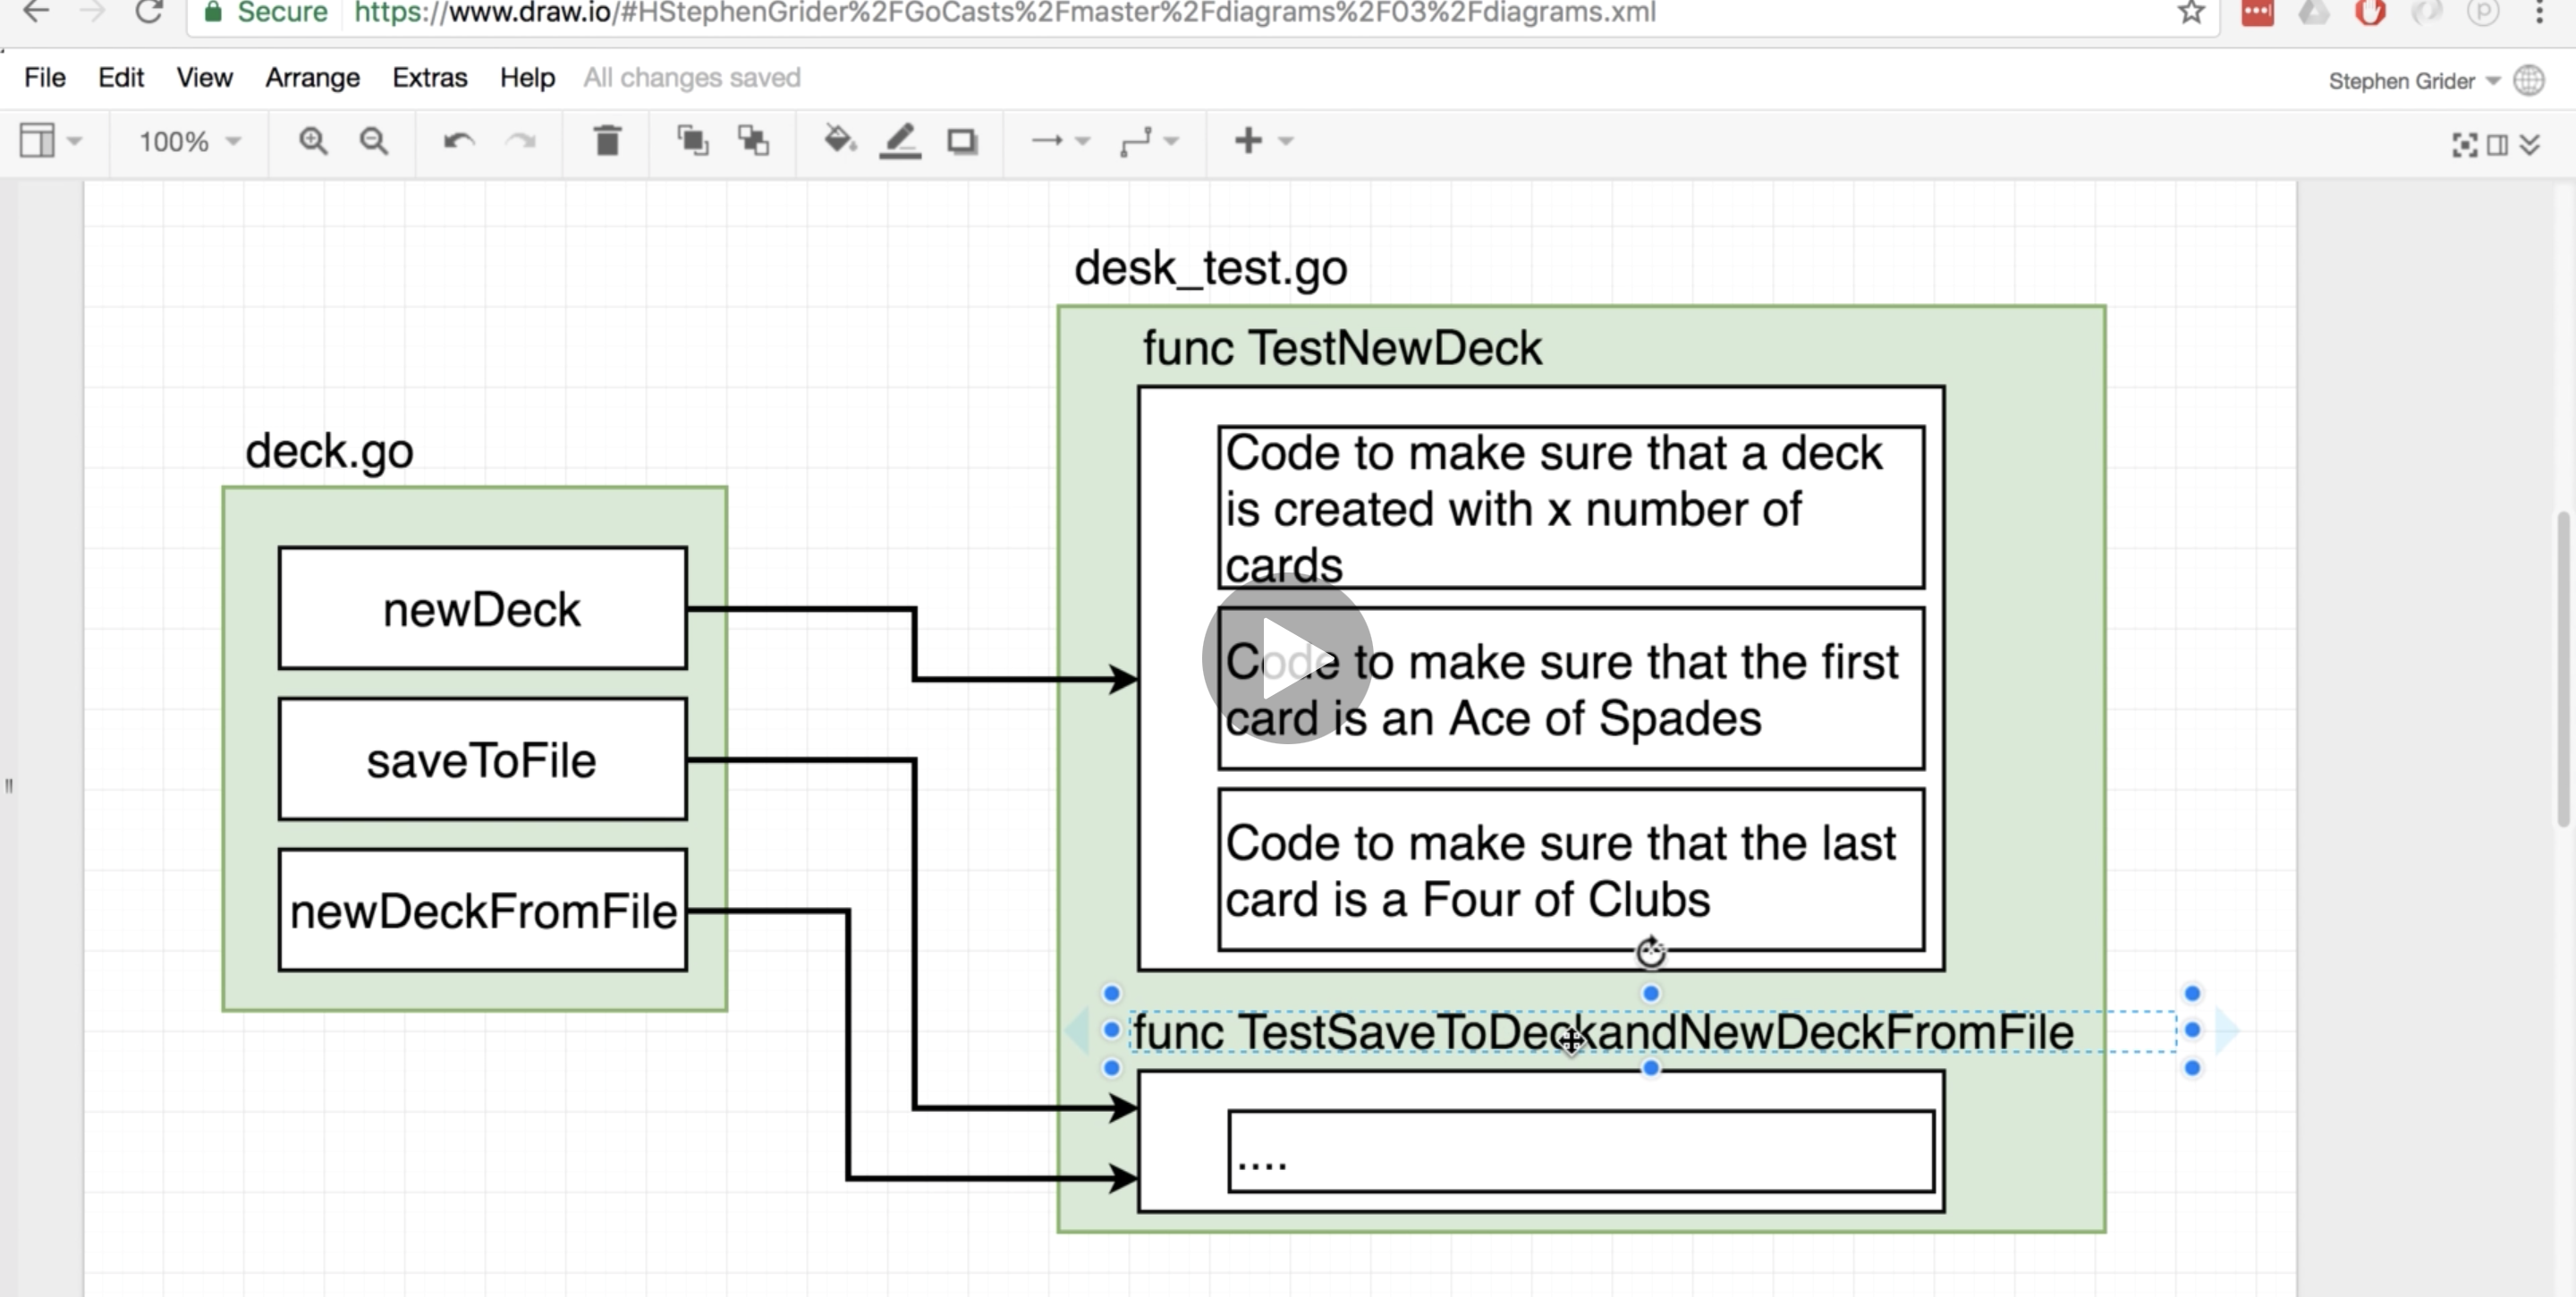 Secure https://www.draw.io/#HStephenGrider%2FGoCasts%2Fmaster%2Fdiagrams%2F03%2Fdiagrams.xml
File Edit View Arrange Extras Help All changes saved
Stephen Grider
100%
desk_test.go
func TestNewDeck
Code to make sure that a deck
is created with x number of
cards
Code to make sure that the first
card is an Ace of Spades
Code to make sure that the last
card is a Four of Clubs
deck.go
newDeck
saveToFile
newDeckFromFile
func TestSaveToDeckandNewDeckFromFile
....